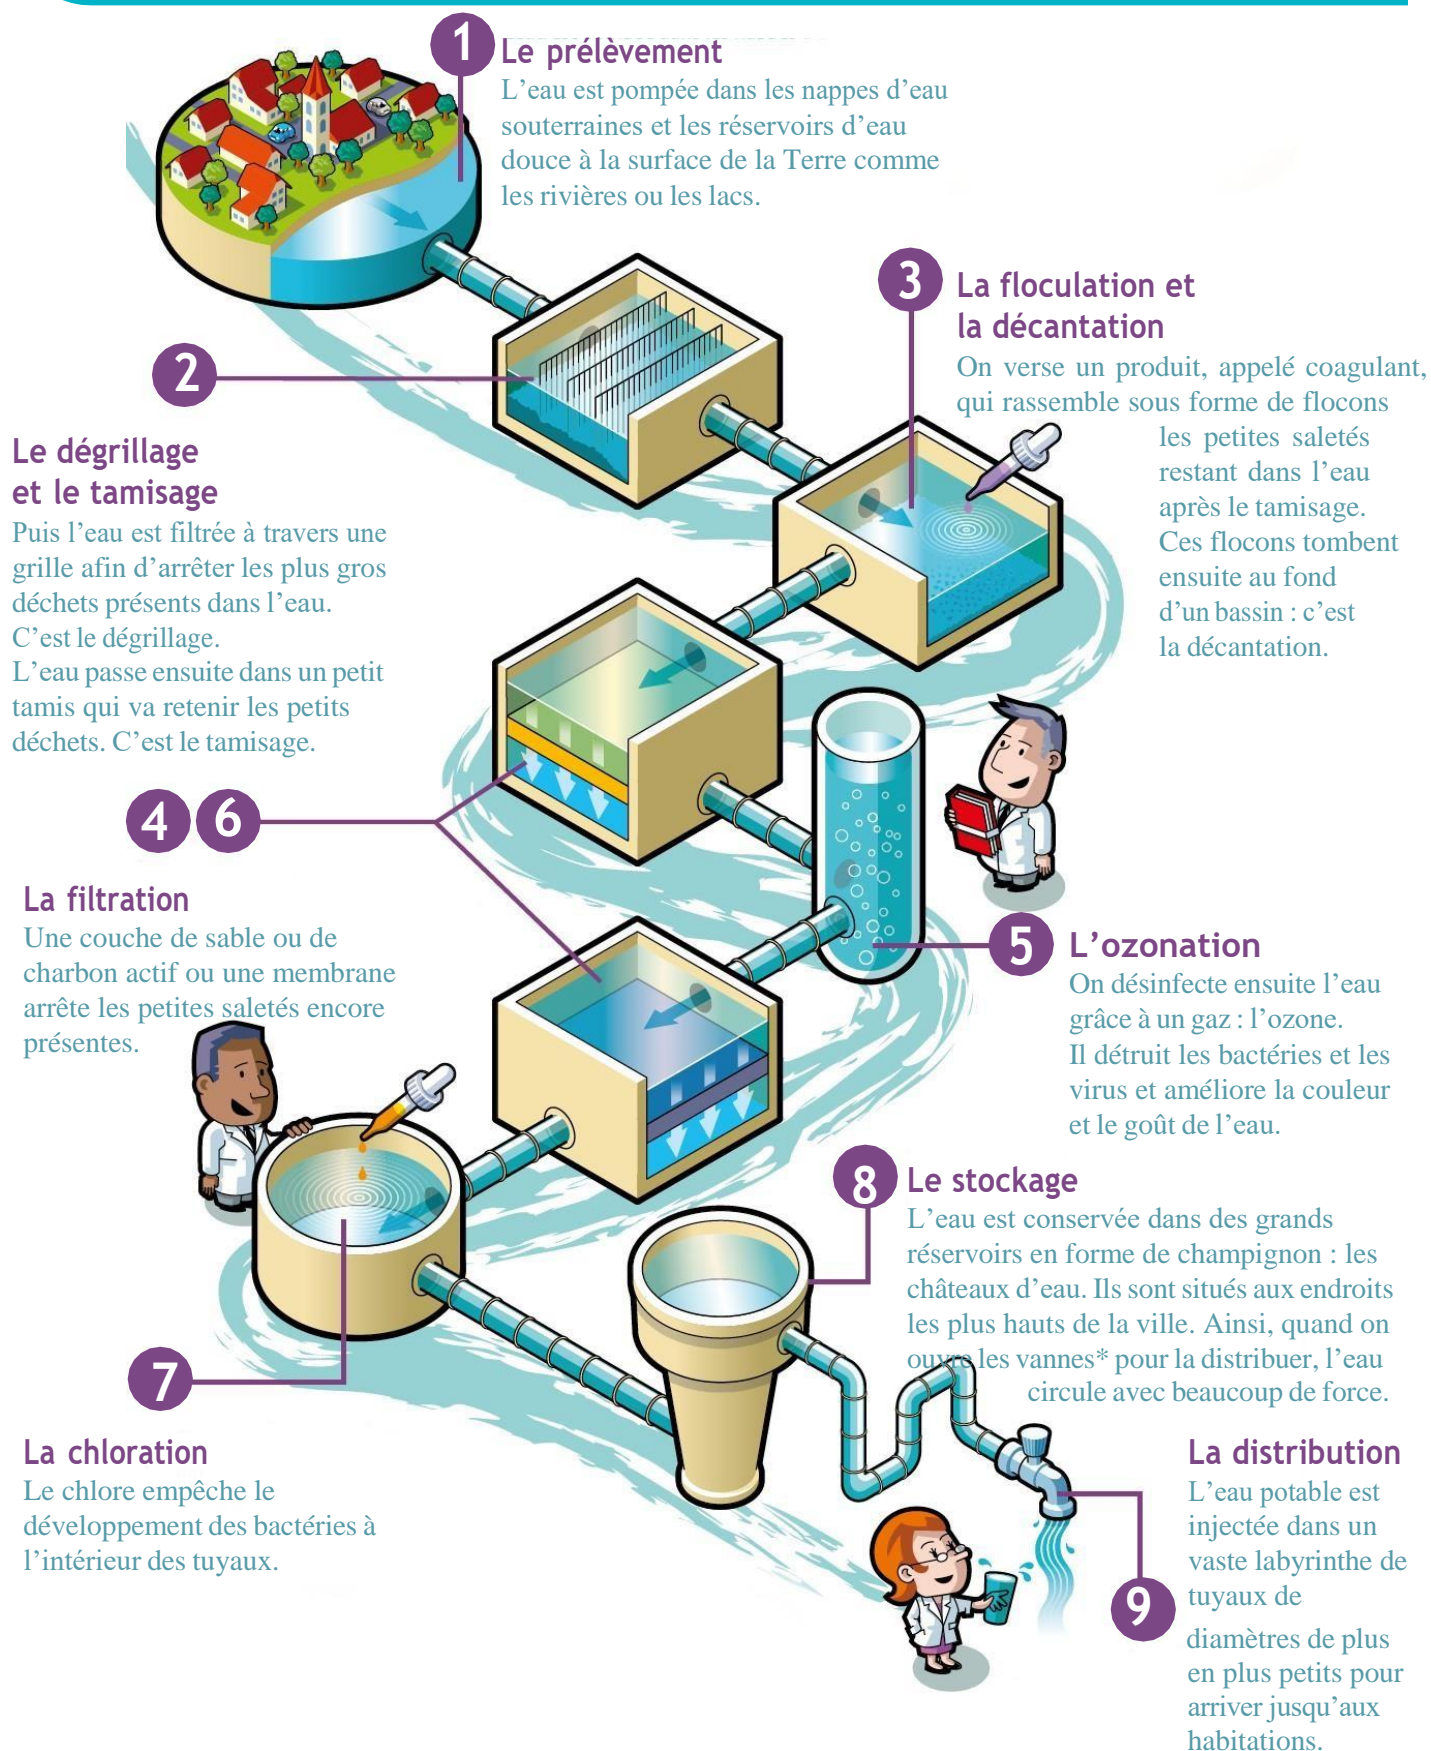 1
Le prélèvement
L'eau est pompée dans les nappes d'eau
souterraines et les réservoirs d'eau
douce à la surface de la Terre comme
les rivières ou les lacs.
2
Le dégrillage
et le tamisage
Puis l'eau est filtrée à travers une
grille afin d'arrêter les plus gros
déchets présents dans l'eau.
C'est le dégrillage.
L'eau passe ensuite dans un petit
tamis qui va retenir les petits
déchets. C'est le tamisage.
3
La floculation et
la décantation
On verse un produit, appelé coagulant,
qui rassemble sous forme de flocons
les petites saletés
restant dans l'eau
après le tamisage.
Ces flocons tombent
ensuite au fond
d'un bassin : c'est
la décantation.
4 6
La filtration
Une couche de sable ou de
charbon actif ou une membrane
arrête les petites saletés encore
présentes.
5
L'ozonation
On désinfecte ensuite l'eau
grâce à un gaz : l'ozone.
Il détruit les bactéries et les
virus et améliore la couleur
et le goût de l'eau.
7
La chloration
Le chlore empêche le
développement des bactéries à
l'intérieur des tuyaux.
8
Le stockage
L'eau est conservée dans des grands
réservoirs en forme de champignon : les
châteaux d'eau. Ils sont situés aux endroits
les plus hauts de la ville. Ainsi, quand on
ouvre les vannes* pour la distribuer, l'eau
circule avec beaucoup de force.
9
La distribution
L'eau potable est
injectée dans un
vaste labyrinthe de
tuyaux de
diamètres de plus
en plus petits pour
arriver jusqu'aux
habitations.